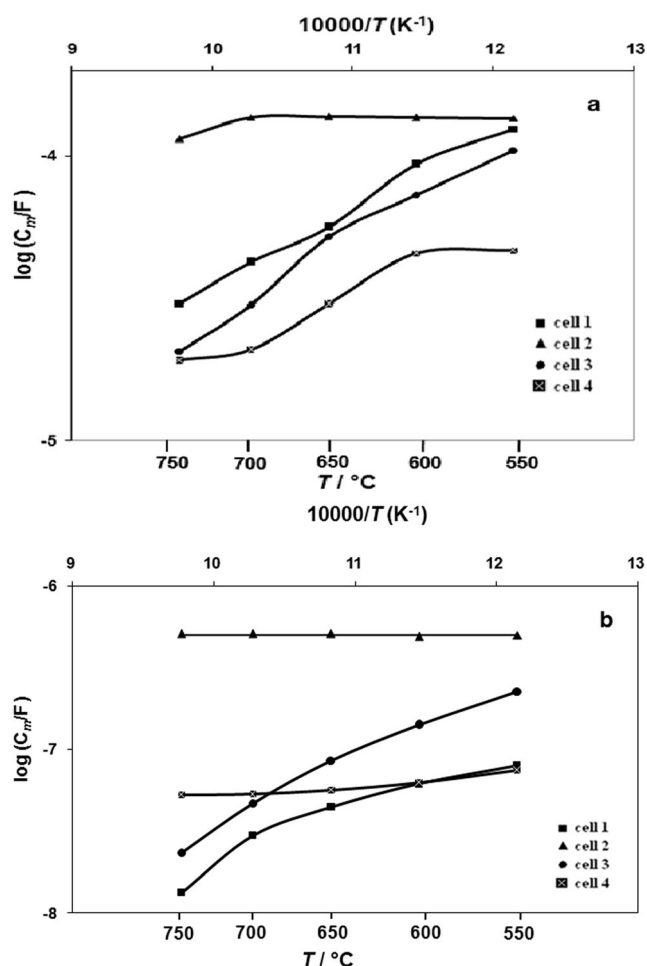 10000/T (K-1)
9 10 11 12 13
a
-4
log (Cm/F)
cell 1
cell 2
cell 3
cell 4
-5
750 700 650 600 550
T / °C
10000/T (K-1)
9 10 11 12 13
-6
b
log (Cm/F)
-7
cell 1
cell 2
cell 3
cell 4
-8
750 700 650 600 550
T / °C